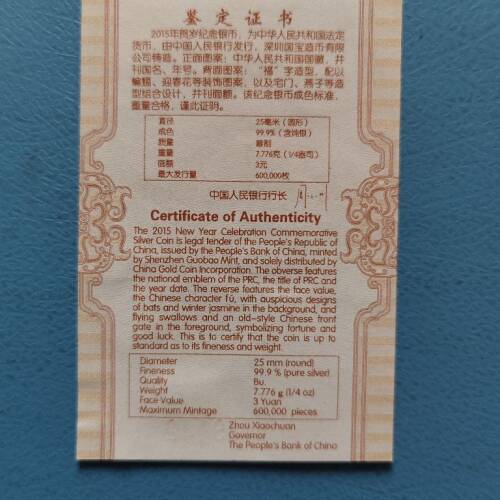 鉴定证书
2015年贺岁纪念银币，为中华人民共和国法定
货币，由中国人民银行发行，深圳国宝造币有限
公司铸造。正面图案：中华人民共和国国徽，并
刊国名、年号。背面图案：“福”字造型，配以
蝙蝠、迎春花等装饰图案，以及宅门、燕子等造
型组合设计，并刊面额。该纪念银币成色标准，
重量合格，谨此证明。
直径 25毫米（圆形）
成色 99.9%（含纯银）
质量 普制
重量 7.776克（1/4盎司）
面额 3元
最大发行量 600,000枚
中国人民银行行长
Certificate of Authenticity
The 2015 New Year Celebration Commemorative
Silver Coin is legal tender of the People's Republic of
China, issued by the People's Bank of China, minted
by Shenzhen Guobao Mint, and solely distributed by
China Gold Coin Incorporation. The obverse features
the national emblem of the PRC, the title of PRC and
the year date. The reverse features the face value,
the Chinese character fú, with auspicious designs
of bats and winter jasmine in the background, and
flying swallows and an old-style Chinese front
gate in the foreground, symbolizing fortune and
good luck. This is to certify that the coin is up to
standard as to its fineness and weight.
Diameter 25 mm (round)
Fineness 99.9 % (pure silver)
Quality Bu.
Weight 7.776 g (1/4 oz)
Face Value 3 Yuan
Maximum Mintage 600,000 pieces
Zhou Xiaochuan
Governor
The People's Bank of China